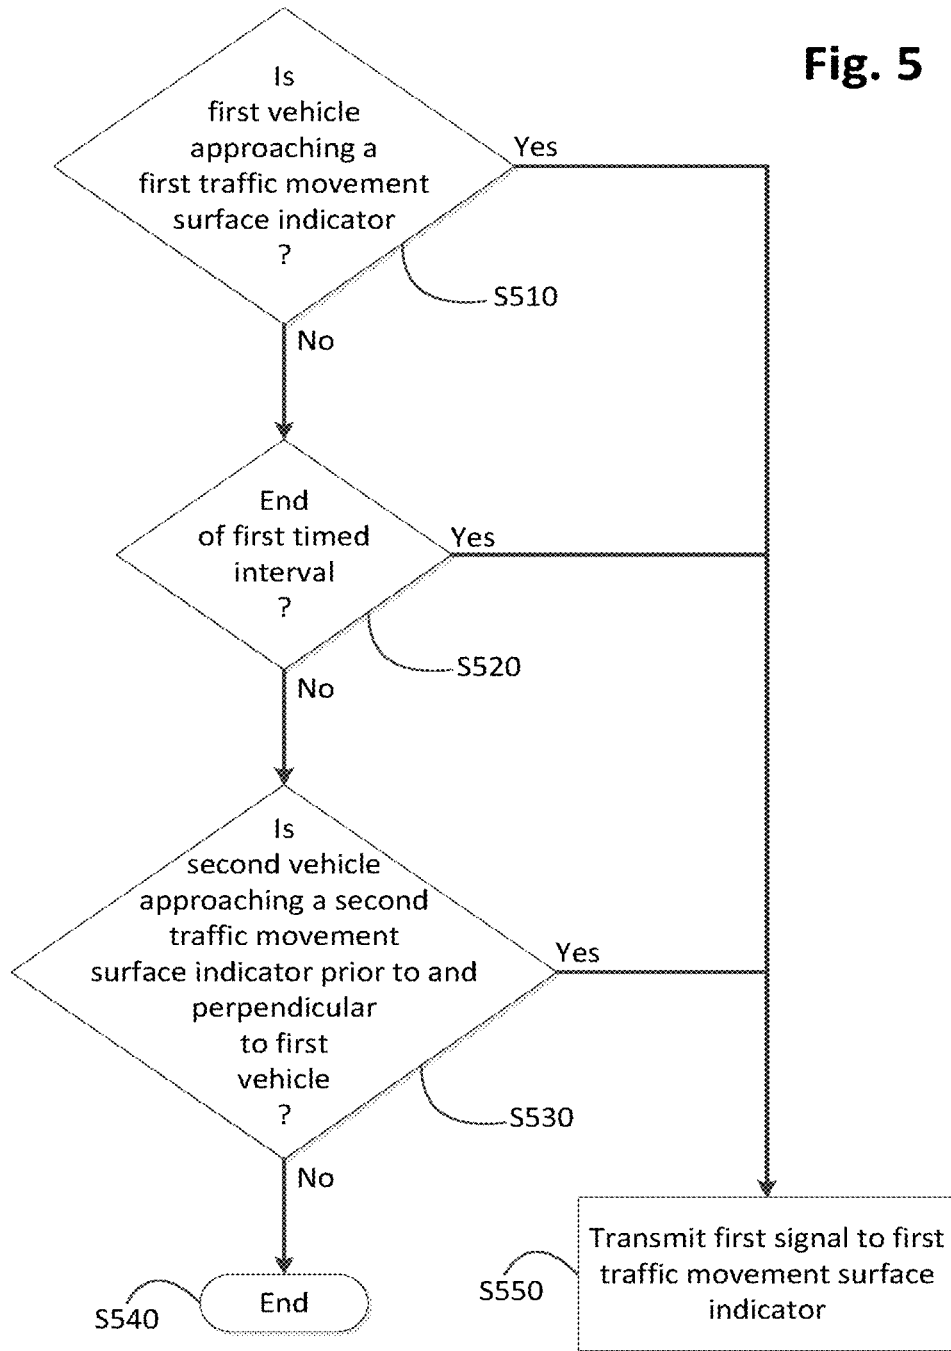 Fig. 5
Is
first vehicle
approaching a
first traffic movement
surface indicator
?
Yes
S510
No
End
of first timed
interval
?
Yes
S520
No
Is
second vehicle
approaching a second
traffic movement
surface indicator prior to and
perpendicular
to first
vehicle
?
Yes
S530
No
End
S540
Transmit first signal to first
traffic movement surface
indicator
S550